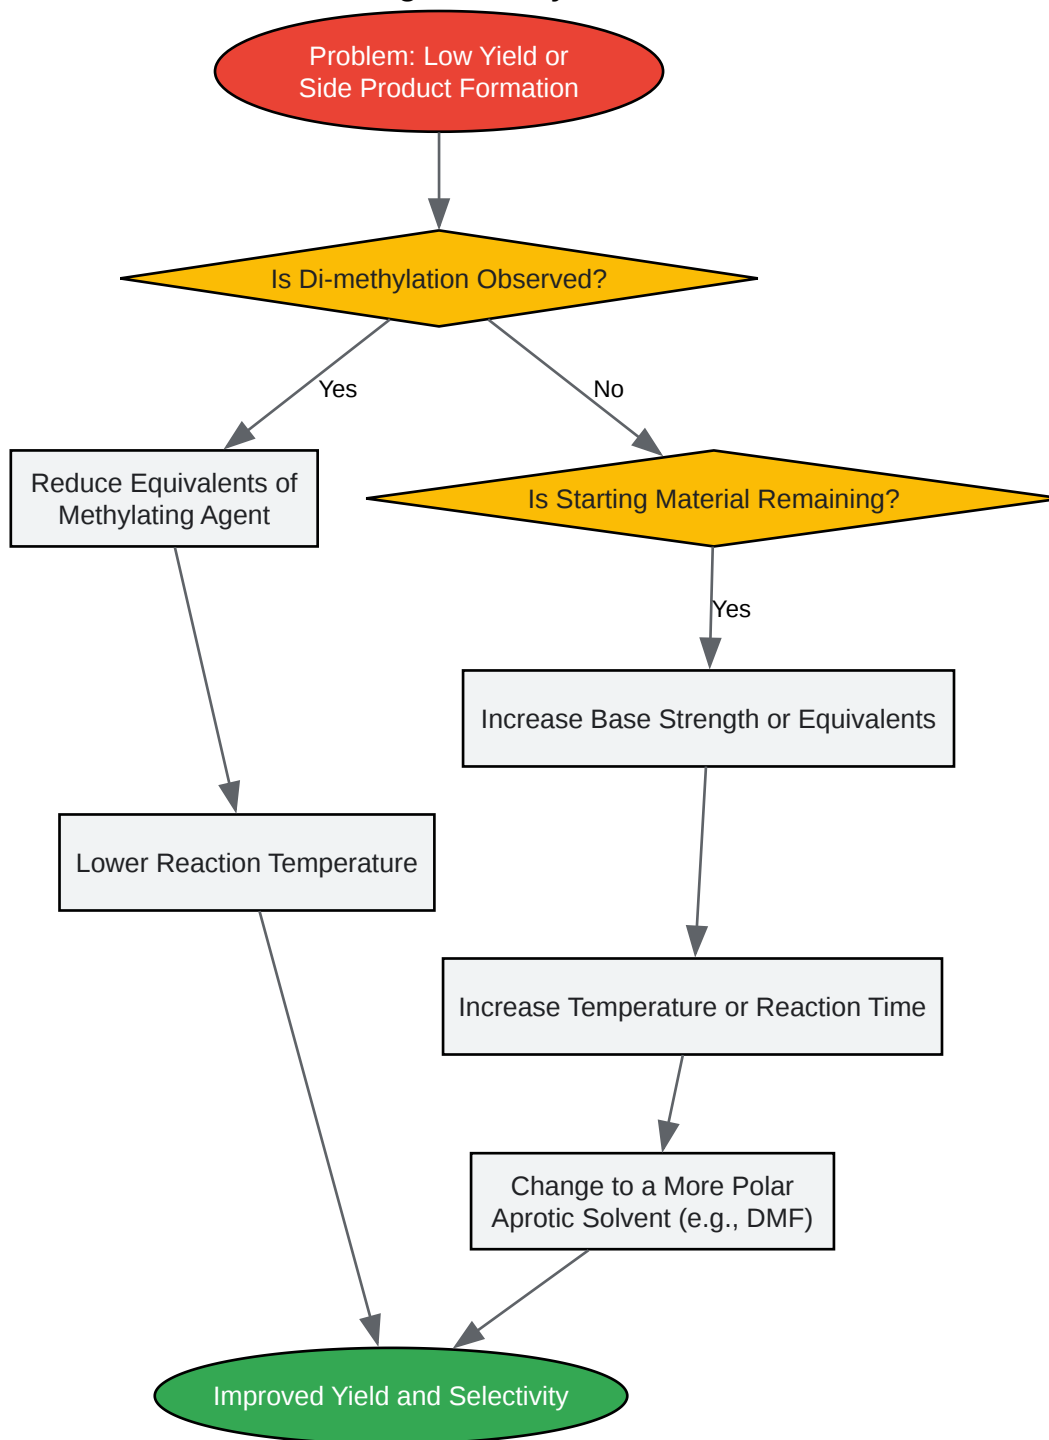 Problem: Low Yield or
Side Product Formation
Is Di-methylation Observed?
Yes
No
Reduce Equivalents of
Methylating Agent
Is Starting Material Remaining?
Yes
Increase Base Strength or Equivalents
Lower Reaction Temperature
Increase Temperature or Reaction Time
Change to a More Polar
Aprotic Solvent (e.g., DMF)
Improved Yield and Selectivity